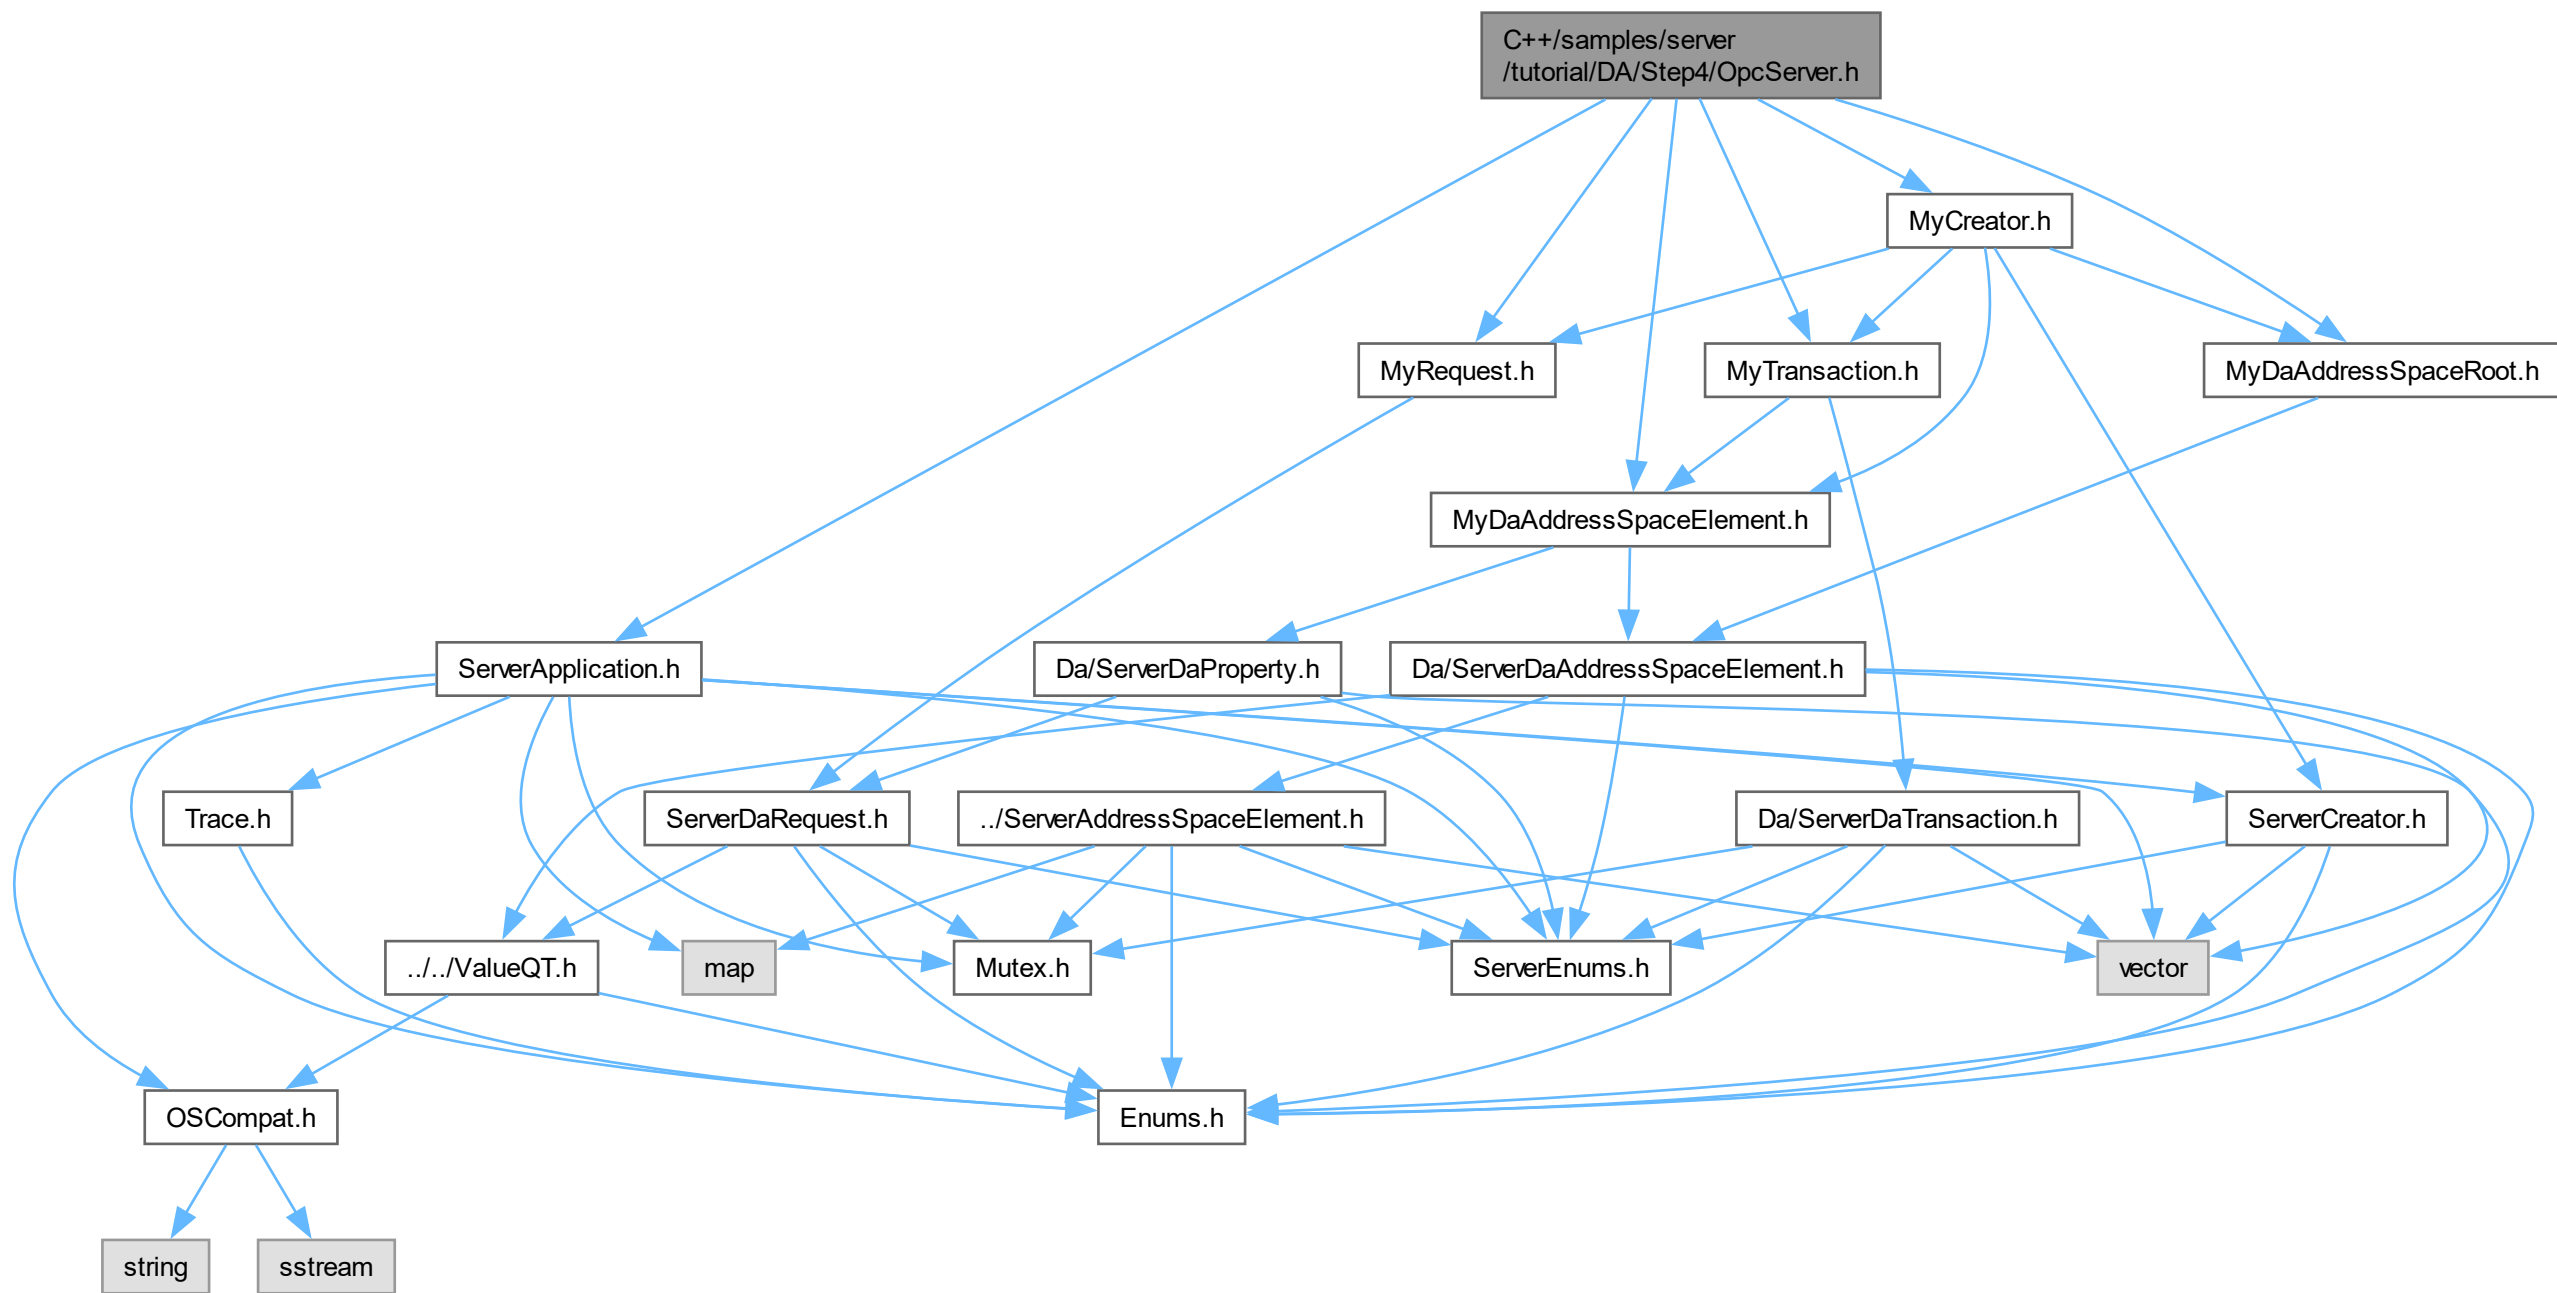 C++/samples/server
/tutorial/DA/Step4/OpcServer.h
MyCreator.h
MyRequest.h
MyTransaction.h
MyDaAddressSpaceRoot.h
MyDaAddressSpaceElement.h
ServerApplication.h
Da/ServerDaProperty.h
Da/ServerDaAddressSpaceElement.h
Trace.h
ServerDaRequest.h
../ServerAddressSpaceElement.h
Da/ServerDaTransaction.h
ServerCreator.h
../../ValueQT.h
map
Mutex.h
ServerEnums.h
vector
OSCompat.h
Enums.h
string
sstream